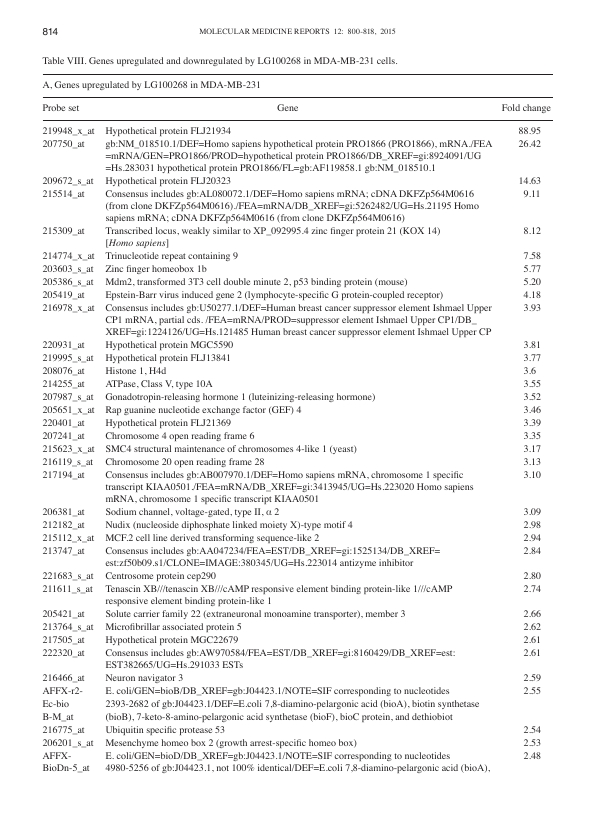 814
MOLECULAR MEDICINE REPORTS 12: 800-818, 2015
Table VIII. Genes upregulated and downregulated by LG100268 in MDA-MB-231 cells.
A, Genes upregulated by LG100268 in MDA-MB-231
Probe set Gene Fold change
219948_x_at Hypothetical protein FLJ21934 88.95
207750_at gb:NM_018510.1/DEF=Homo sapiens hypothetical protein PRO1866 (PRO1866), mRNA./FEA 26.42
=mRNA/GEN=PRO1866/PROD=hypothetical protein PRO1866/DB_XREF=gi:8924091/UG
=Hs.283031 hypothetical protein PRO1866/FL=gb:AF119858.1 gb:NM_018510.1
209672_s_at Hypothetical protein FLJ20323 14.63
215514_at Consensus includes gb:AL080072.1/DEF=Homo sapiens mRNA; cDNA DKFZp564M0616 9.11
(from clone DKFZp564M0616)./FEA=mRNA/DB_XREF=gi:5262482/UG=Hs.21195 Homo
sapiens mRNA; cDNA DKFZp564M0616 (from clone DKFZp564M0616)
215309_at Transcribed locus, weakly similar to XP_092995.4 zinc finger protein 21 (KOX 14) 8.12
[Homo sapiens]
214774_x_at Trinucleotide repeat containing 9 7.58
203603_s_at Zinc finger homeobox 1b 5.77
205386_s_at Mdm2, transformed 3T3 cell double minute 2, p53 binding protein (mouse) 5.20
205419_at Epstein-Barr virus induced gene 2 (lymphocyte-specific G protein-coupled receptor) 4.18
216978_x_at Consensus includes gb:U50277.1/DEF=Human breast cancer suppressor element Ishmael Upper 3.93
CP1 mRNA, partial cds. /FEA=mRNA/PROD=suppressor element Ishmael Upper CP1/DB_
XREF=gi:1224126/UG=Hs.121485 Human breast cancer suppressor element Ishmael Upper CP
220931_at Hypothetical protein MGC5590 3.81
219995_s_at Hypothetical protein FLJ13841 3.77
208076_at Histone 1, H4d 3.6
214255_at ATPase, Class V, type 10A 3.55
207987_s_at Gonadotropin-releasing hormone 1 (luteinizing-releasing hormone) 3.52
205651_x_at Rap guanine nucleotide exchange factor (GEF) 4 3.46
220401_at Hypothetical protein FLJ21369 3.39
207241_at Chromosome 4 open reading frame 6 3.35
215623_x_at SMC4 structural maintenance of chromosomes 4-like 1 (yeast) 3.17
216119_s_at Chromosome 20 open reading frame 28 3.13
217194_at Consensus includes gb:AB007970.1/DEF=Homo sapiens mRNA, chromosome 1 specific 3.10
transcript KIAA0501./FEA=mRNA/DB_XREF=gi:3413945/UG=Hs.223020 Homo sapiens
mRNA, chromosome 1 specific transcript KIAA0501
206381_at Sodium channel, voltage-gated, type II, α 2 3.09
212182_at Nudix (nucleoside diphosphate linked moiety X)-type motif 4 2.98
215112_x_at MCF.2 cell line derived transforming sequence-like 2 2.94
213747_at Consensus includes gb:AA047234/FEA=EST/DB_XREF=gi:1525134/DB_XREF= 2.84
est:zf50b09.s1/CLONE=IMAGE:380345/UG=Hs.223014 antizyme inhibitor
221683_s_at Centrosome protein cep290 2.80
211611_s_at Tenascin XB///tenascin XB///cAMP responsive element binding protein-like 1///cAMP 2.74
responsive element binding protein-like 1
205421_at Solute carrier family 22 (extraneuronal monoamine transporter), member 3 2.66
213764_s_at Microfibrillar associated protein 5 2.62
217505_at Hypothetical protein MGC22679 2.61
222320_at Consensus includes gb:AW970584/FEA=EST/DB_XREF=gi:8160429/DB_XREF=est: 2.61
EST382665/UG=Hs.291033 ESTs
216466_at Neuron navigator 3 2.59
AFFX-r2- E. coli/GEN=bioB/DB_XREF=gb:J04423.1/NOTE=SIF corresponding to nucleotides 2.55
Ec-bio 2393-2682 of gb:J04423.1/DEF=E.coli 7,8-diamino-pelargonic acid (bioA), biotin synthetase
B-M_at (bioB), 7-keto-8-amino-pelargonic acid synthetase (bioF), bioC protein, and dethiobiot
216775_at Ubiquitin specific protease 53 2.54
206201_s_at Mesenchyme homeo box 2 (growth arrest-specific homeo box) 2.53
AFFX- E. coli/GEN=bioD/DB_XREF=gb:J04423.1/NOTE=SIF corresponding to nucleotides 2.48
BioDn-5_at 4980-5256 of gb:J04423.1, not 100% identical/DEF=E.coli 7,8-diamino-pelargonic acid (bioA),